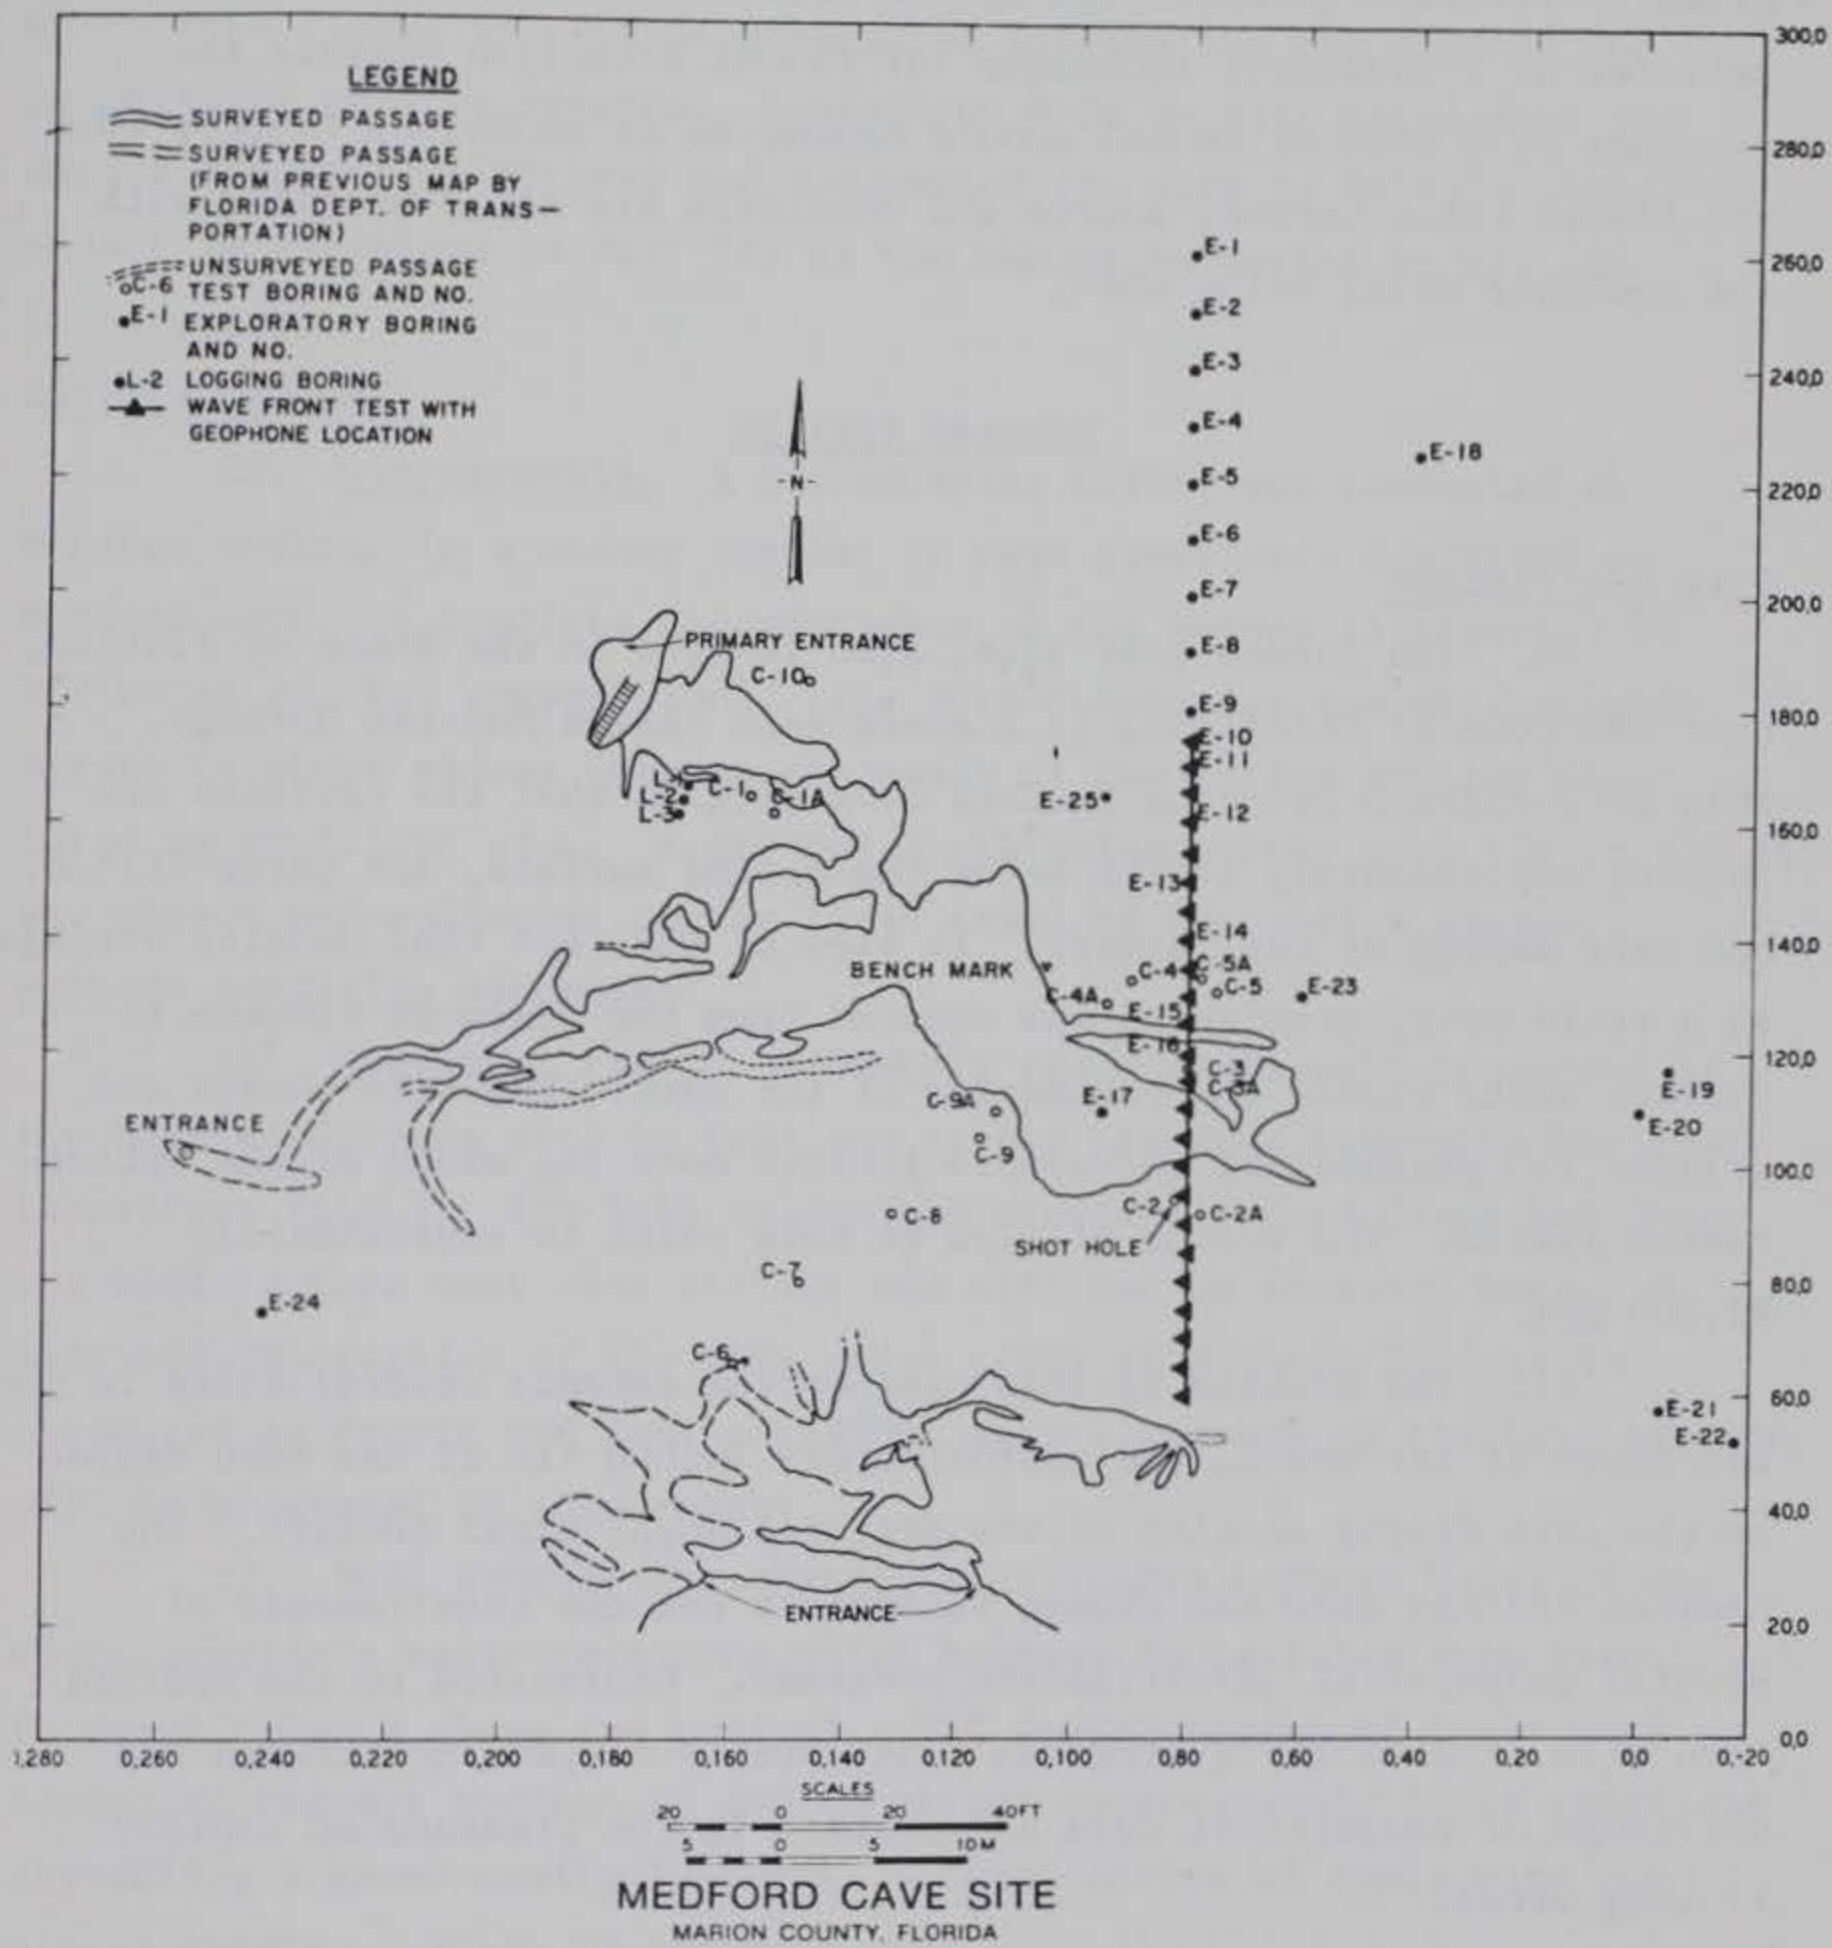 LEGEND
SURVEYED PASSAGE
SURVEYED PASSAGE
(FROM PREVIOUS MAP BY
FLORIDA DEPT. OF TRANS-
PORTATION)
UNSURVEYED PASSAGE
C-6 TEST BORING AND NO.
E-1 EXPLORATORY BORING
AND NO.
L-2 LOGGING BORING
WAVE FRONT TEST WITH
GEOPHONE LOCATION
-N-
E-1
E-2
E-3
E-4
E-18
E-5
E-6
E-7
E-8
PRIMARY ENTRANCE
C-10
E-9
E-10
E-11
L-1
L-2
L-3
C-1
C-1A
E-25
E-12
E-13
E-14
BENCH MARK
C-4
C-5A
C-5
C-4A
E-23
E-15
E-16
C-3
C-3A
E-17
E-19
E-20
C-9A
C-9
ENTRANCE
C-2
C-2A
C-8
SHOT HOLE
C-7
E-24
C-6
E-21
E-22
ENTRANCE
300,0
280,0
260,0
240,0
220,0
200,0
180,0
160,0
140,0
120,0
100,0
80,0
60,0
40,0
20,0
0,0
0,260 0,240 0,220 0,200 0,180 0,160 0,140 0,120 0,100 0,80 0,60 0,40 0,20 0,0 0,-20
SCALES
20 0 20 40FT
5 0 5 10M
MEDFORD CAVE SITE
MARION COUNTY, FLORIDA